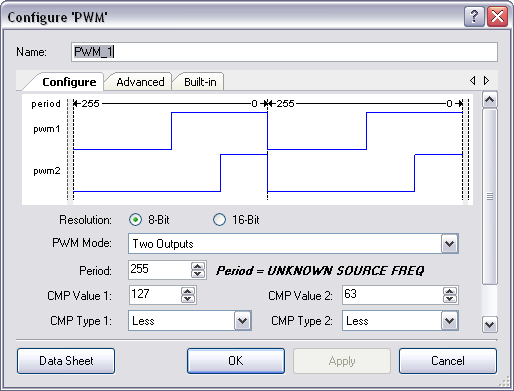 Configure 'PWM'
Name: PWM_1
Configure Advanced Built-in
period 255 0 255 0
pwm1
pwm2
Resolution: 8-Bit 16-Bit
PWM Mode: Two Outputs
Period: 255 Period = UNKNOWN SOURCE FREQ
CMP Value 1: 127 CMP Value 2: 63
CMP Type 1: Less CMP Type 2: Less
Data Sheet OK Apply Cancel